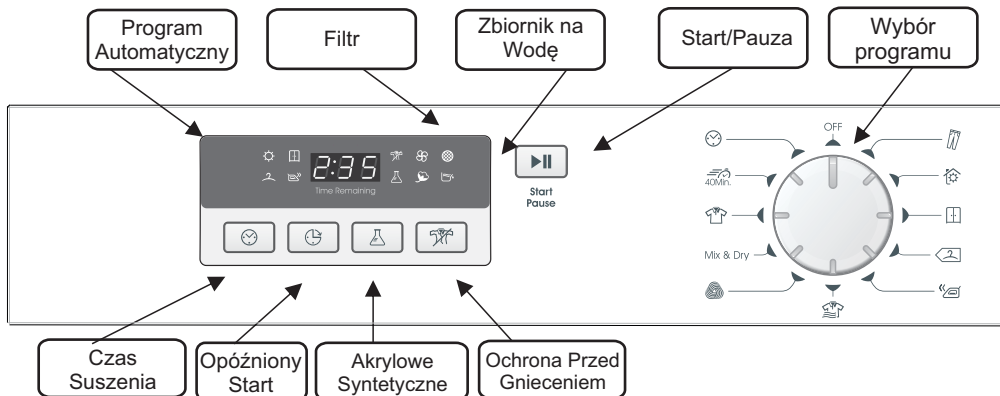 Program
Automatyczny
Filtr
Zbiornik na
Wodę
Start/Pauza
Wybór
programu
OFF
2:35
Time Remaining
Start
Pause
40Min.
Mix & Dry
Czas
Suszenia
Opóźniony
Start
Akrylowe
Syntetyczne
Ochrona Przed
Gnieceniem